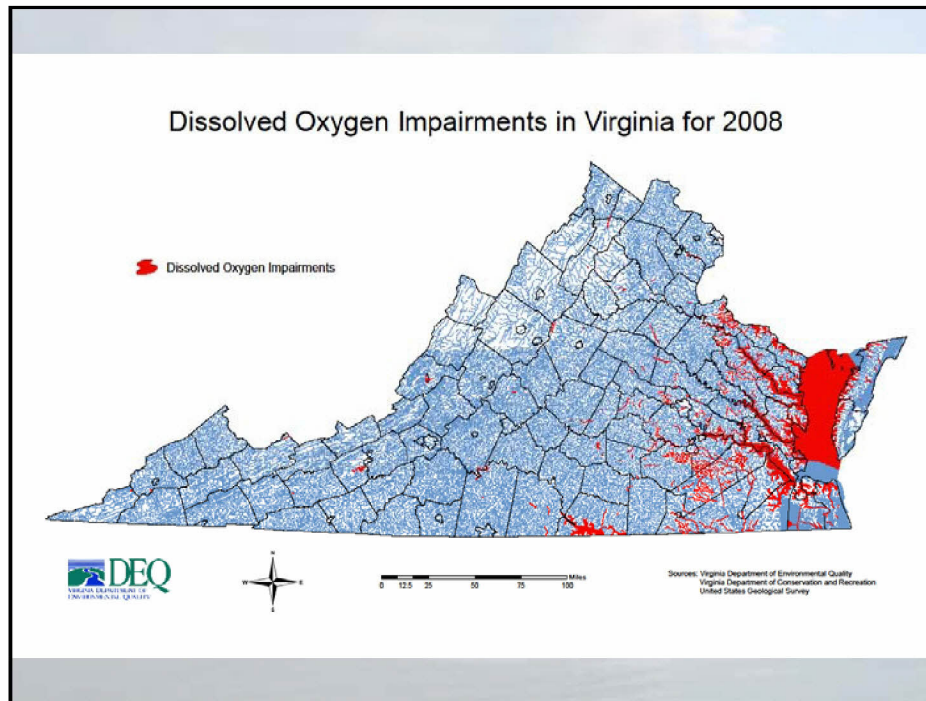 Dissolved Oxygen Impairments in Virginia for 2008
Dissolved Oxygen Impairments
DEQ
VIRGINIA DEPARTMENT OF
ENVIRONMENTAL QUALITY
N
W E
S
0 12.5 25 50 75 100
Miles
Sources: Virginia Department of Environmental Quality
Virginia Department of Conservation and Recreation
United States Geological Survey